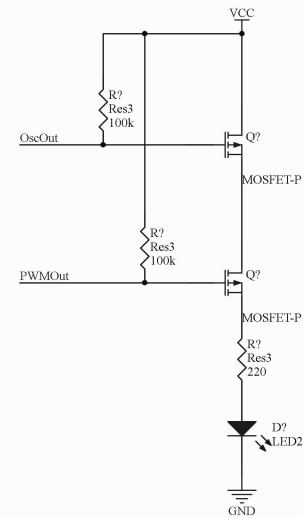 VCC
R?
Res3
100k
OscOut
Q?
MOSFET-P
R?
Res3
100k
PWMOut
Q?
MOSFET-P
R?
Res3
220
D?
LED2
GND